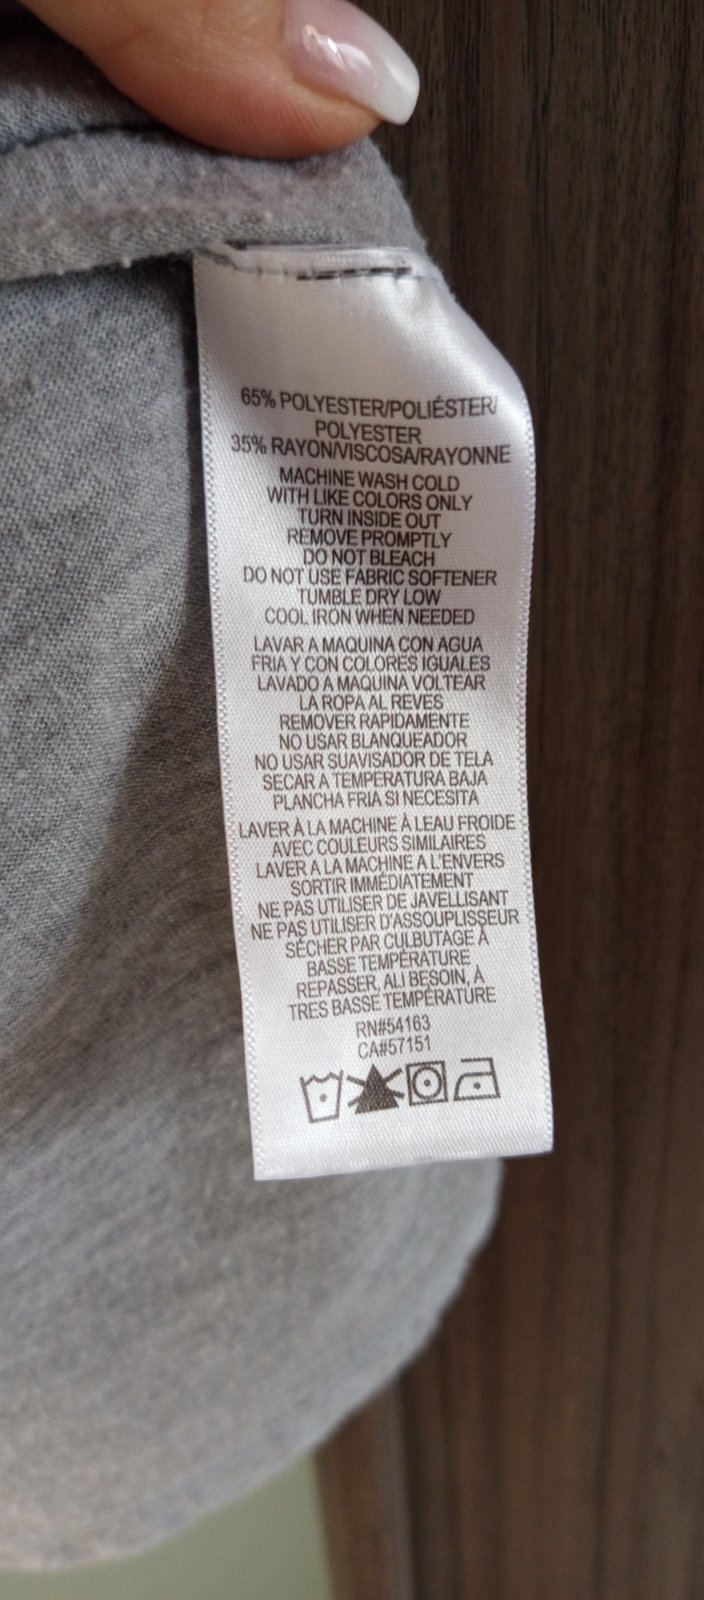 65% POLYESTER/POLIÉSTER/
POLYESTER
35% RAYON/VISCOSA/RAYONNE
MACHINE WASH COLD
WITH LIKE COLORS ONLY
TURN INSIDE OUT
REMOVE PROMPTLY
DO NOT BLEACH
DO NOT USE FABRIC SOFTENER
TUMBLE DRY LOW
COOL IRON WHEN NEEDED
LAVAR A MAQUINA CON AGUA
FRIA Y CON COLORES IGUALES
LAVADO A MAQUINA VOLTEAR
LA ROPA AL REVES
REMOVER RAPIDAMENTE
NO USAR BLANQUEADOR
NO USAR SUAVISADOR DE TELA
SECAR A TEMPERATURA BAJA
PLANCHA FRIA SI NECESITA
LAVER À LA MACHINE À LEAU FROIDE
AVEC COULEURS SIMILAIRES
LAVER A LA MACHINE A L'ENVERS
SORTIR IMMÉDIATEMENT
NE PAS UTILISER DE JAVELLISANT
NE PAS UTILISER D'ASSOUPLISSEUR
SÉCHER PAR CULBUTAGE À
BASSE TEMPÉRATURE
REPASSER, ALI BESOIN, À
TRES BASSE TEMPÉRATURE
RN#54163
CA#57151